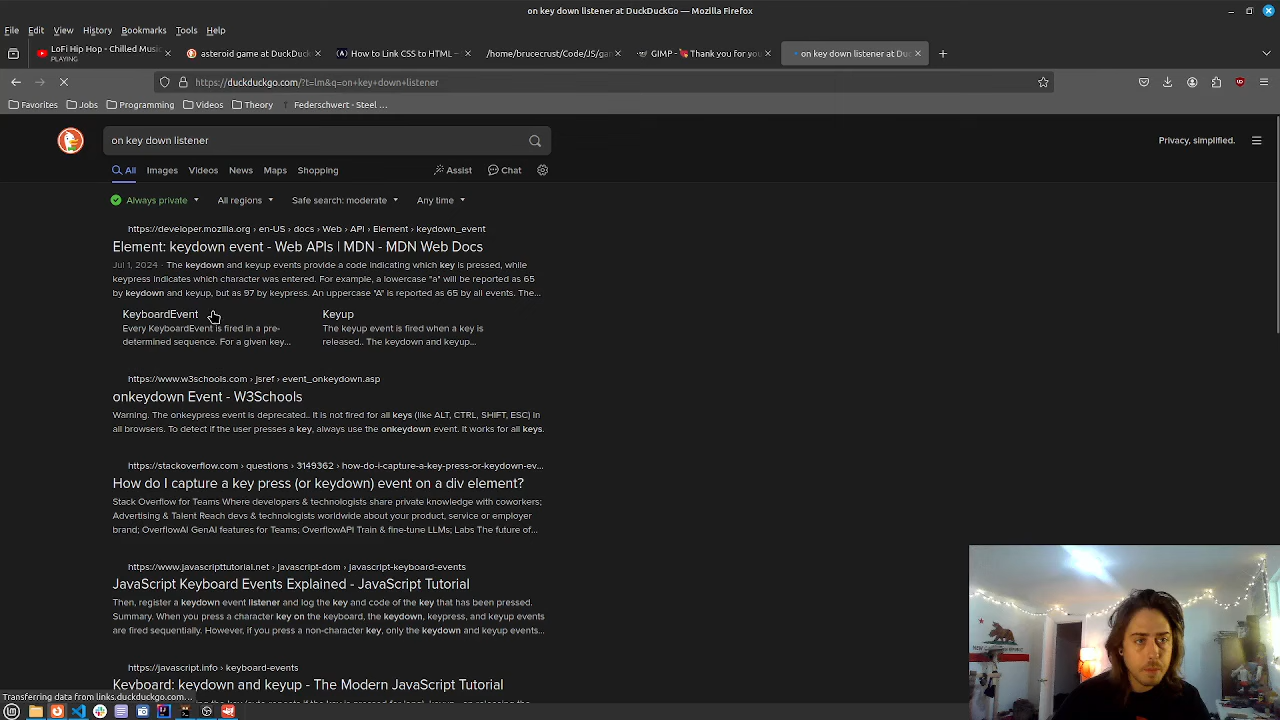 on key down listener at DuckDuckGo — Mozilla Firefox
File Edit View History Bookmarks Tools Help
LoFi Hip Hop - Chilled Music
PLAYING
asteroid game at DuckDuck
How to Link CSS to HTML –
/home/brucecrust/Code/JS/gam
GIMP - Thank you for you
on key down listener at Du
https://duckduckgo.com/?t=lm&q=on+key+down+listener
Favorites Jobs Programming Videos Theory Federschwert - Steel ...
on key down listener
Privacy, simplified.
All Images Videos News Maps Shopping Assist Chat
Always private All regions Safe search: moderate Any time
https://developer.mozilla.org › en-US › docs › Web › API › Element › keydown_event
Element: keydown event - Web APIs | MDN - MDN Web Docs
Jul 1, 2024 · The keydown and keyup events provide a code indicating which key is pressed, while
keypress indicates which character was entered. For example, a lowercase "a" will be reported as 65
by keydown and keyup, but as 97 by keypress. An uppercase "A" is reported as 65 by all events. The...
KeyboardEvent
Every KeyboardEvent is fired in a pre-
determined sequence. For a given key...
Keyup
The keyup event is fired when a key is
released.. The keydown and keyup...
https://www.w3schools.com › jsref › event_onkeydown.asp
onkeydown Event - W3Schools
Warning. The onkeypress event is deprecated.. It is not fired for all keys (like ALT, CTRL, SHIFT, ESC) in
all browsers. To detect if the user presses a key, always use the onkeydown event. It works for all keys.
https://stackoverflow.com › questions › 3149362 › how-do-i-capture-a-key-press-or-keydown-ev...
How do I capture a key press (or keydown) event on a div element?
Stack Overflow for Teams Where developers & technologists share private knowledge with coworkers;
Advertising & Talent Reach devs & technologists worldwide about your product, service or employer
brand; OverflowAI GenAI features for Teams; OverflowAPI Train & fine-tune LLMs; Labs The future of...
https://www.javascripttutorial.net › javascript-dom › javascript-keyboard-events
JavaScript Keyboard Events Explained - JavaScript Tutorial
Then, register a keydown event listener and log the key and code of the key that has been pressed.
Summary. When you press a character key on the keyboard, the keydown, keypress, and keyup events
are fired sequentially. However, if you press a non-character key, only the keydown and keyup events...
https://javascript.info › keyboard-events
Keyboard: keydown and keyup - The Modern JavaScript Tutorial
Transferring data from links.duckduckgo.com...